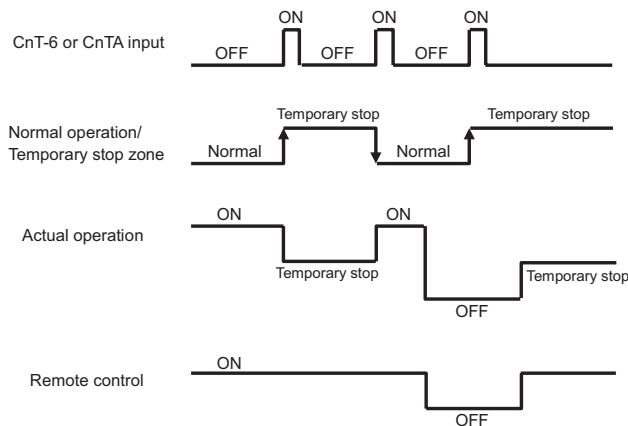 ON ON ON
CnT-6 or CnTA input
OFF OFF OFF
Temporary stop Temporary stop
Normal operation/
Temporary stop zone
Normal Normal
ON ON
Actual operation
Temporary stop Temporary stop
OFF
ON
Remote control
OFF